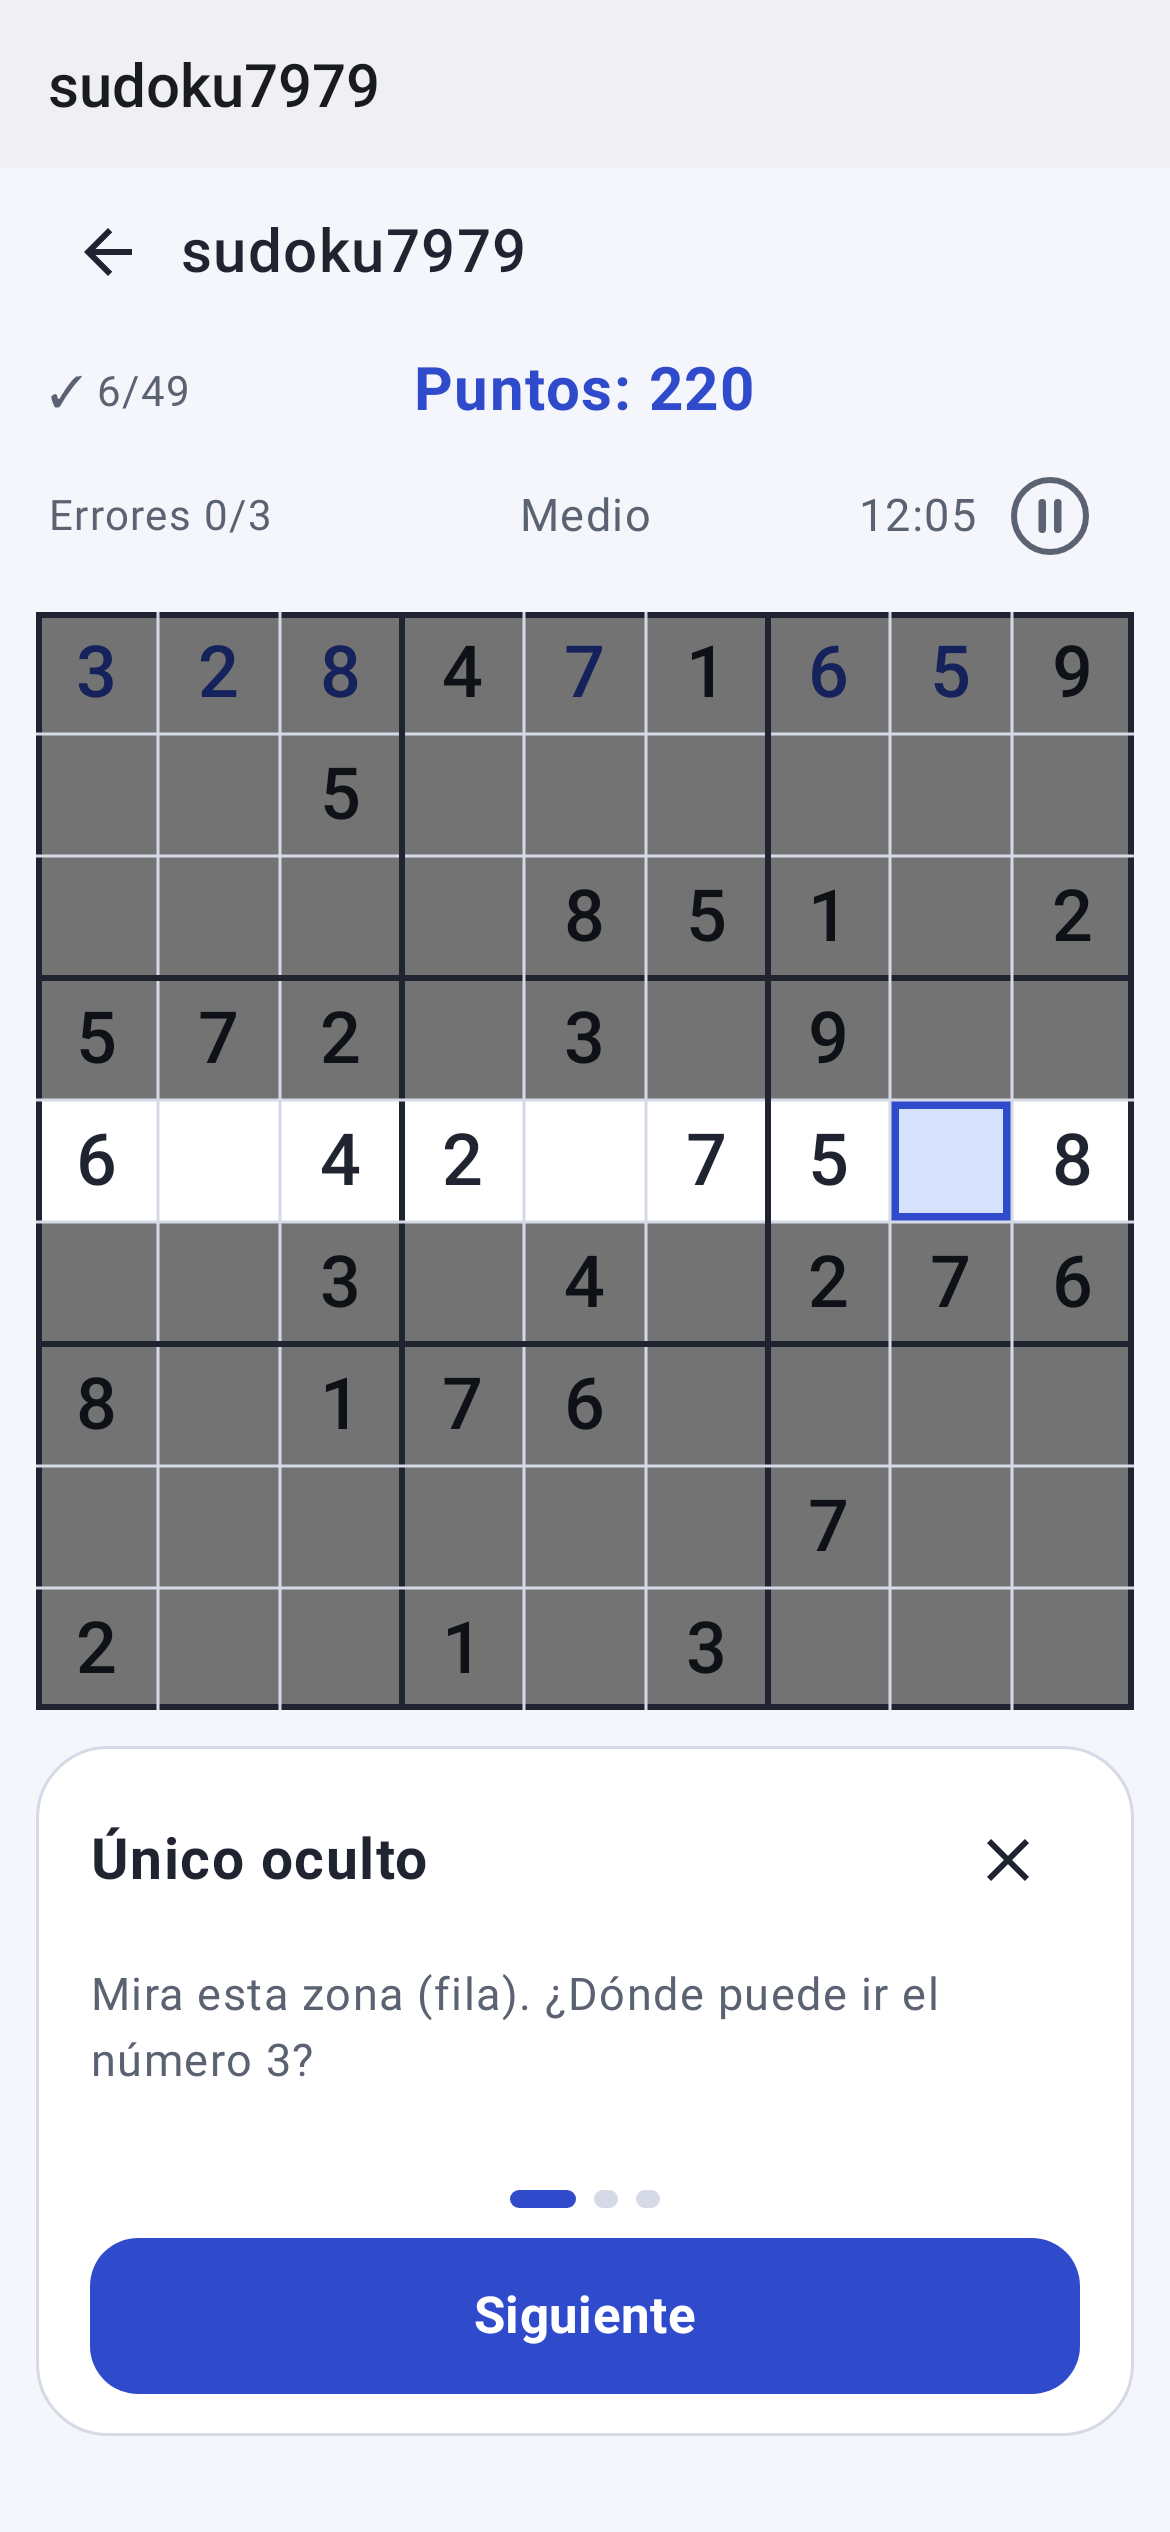 sudoku7979
sudoku7979
✓ 6/49
Puntos: 220
Errores 0/3
Medio
12:05
3 2 8 4 7 1 6 5 9
5
8 5 1 2
5 7 2 3 9
6 4 2 7 5 8
3 4 2 7 6
8 1 7 6
7
2 1 3
Único oculto
Mira esta zona (fila). ¿Dónde puede ir el
número 3?
Siguiente